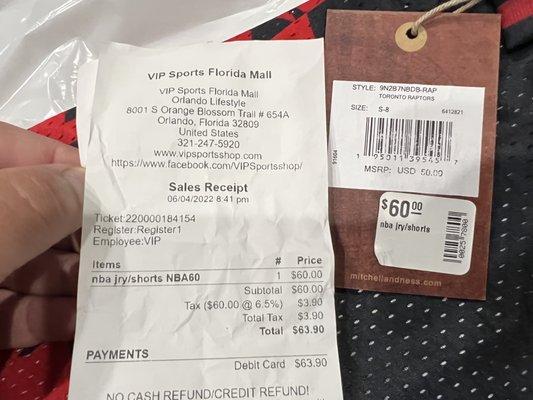 VIP Sports Florida Mall
VIP Sports Florida Mall
Orlando Lifestyle
8001 S Orange Blossom Trail # 654A
Orlando, Florida 32809
United States
321-247-5920
www.vipsportsshop.com
https://www.facebook.com/VIPSportsshop/
Sales Receipt
06/04/2022 8:41 pm
Ticket:220000184154
Register:Register1
Employee:VIP
Items # Price
nba jry/shorts NBA60 1 $60.00
Subtotal $60.00
Tax ($60.00 @ 6.5%) $3.90
Total Tax $3.90
Total $63.90
PAYMENTS
Debit Card $63.90
NO CASH REFUND/CREDIT REFUND!
STYLE: 9N2B7NBDB-RAP
TORONTO RAPTORS
SIZE: S-8 6412821
MSRP: USD 50.00
$60.00
nba jry/shorts
mitchellandness.com